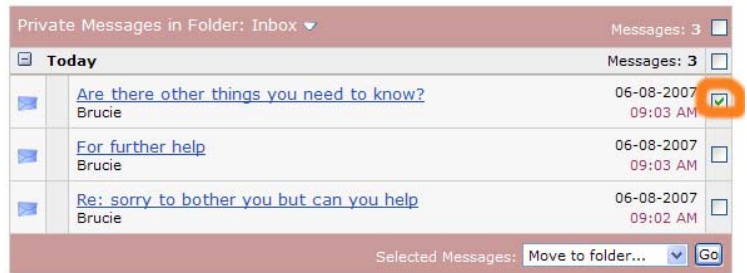 Private Messages in Folder: Inbox Messages: 3
Today Messages: 3
Are there other things you need to know? 06-08-2007
Brucie 09:03 AM
For further help 06-08-2007
Brucie 09:03 AM
Re: sorry to bother you but can you help 06-08-2007
Brucie 09:02 AM
Selected Messages: Move to folder... Go